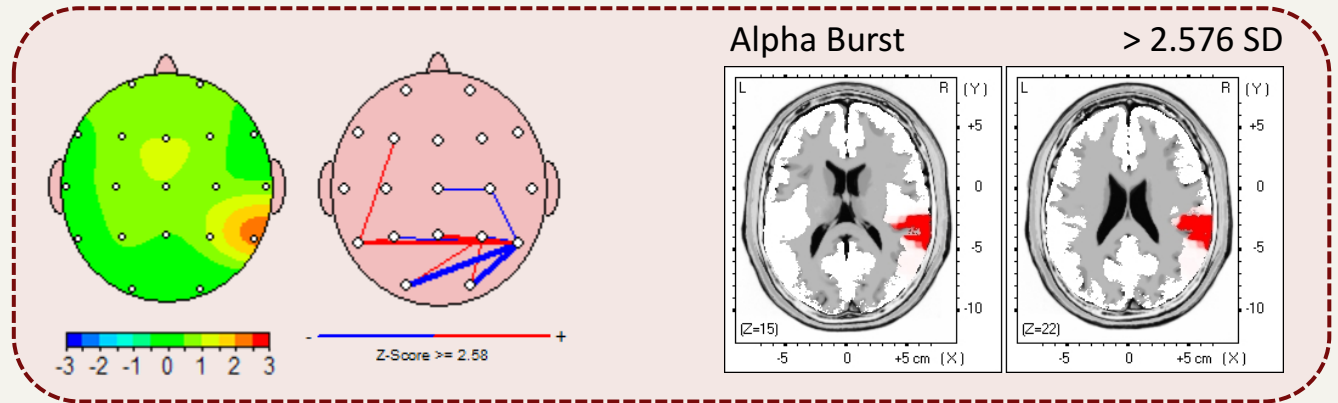 Alpha Burst > 2.576 SD
L R (Y)
+5
0
-5
-10
(Z=15)
-5 0 +5 cm (X)
L R (Y)
+5
0
-5
-10
(Z=22)
-5 0 +5 cm (X)
-3 -2 -1 0 1 2 3
- +
Z-Score >= 2.58